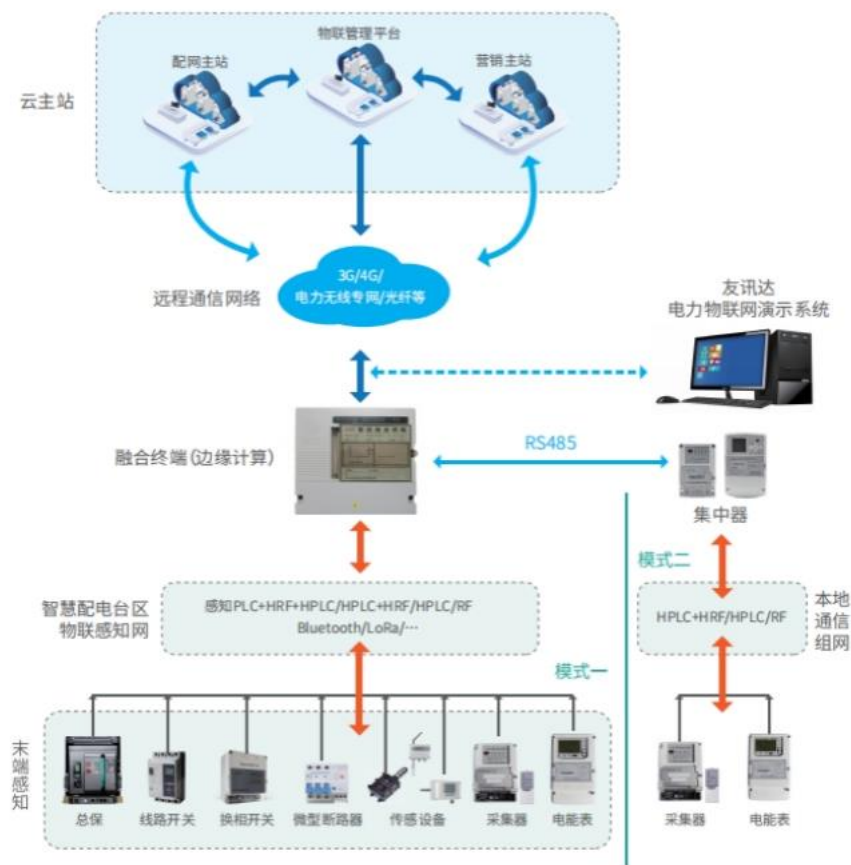 物联管理平台
配网主站
营销主站
云主站
3G/4G/
电力无线专网/光纤等
远程通信网络
友讯达
电力物联网演示系统
融合终端(边缘计算)
RS485
集中器
模式二
智慧配电台区
物联感知网
感知PLC+HRF+HPLC/HPLC+HRF/HPLC/RF
Bluetooth/LoRa/…
HPLC+HRF/HPLC/RF
本地
通信
组网
模式一
末端感知
总保
线路开关
换相开关
微型断路器
传感设备
采集器
电能表
采集器
电能表